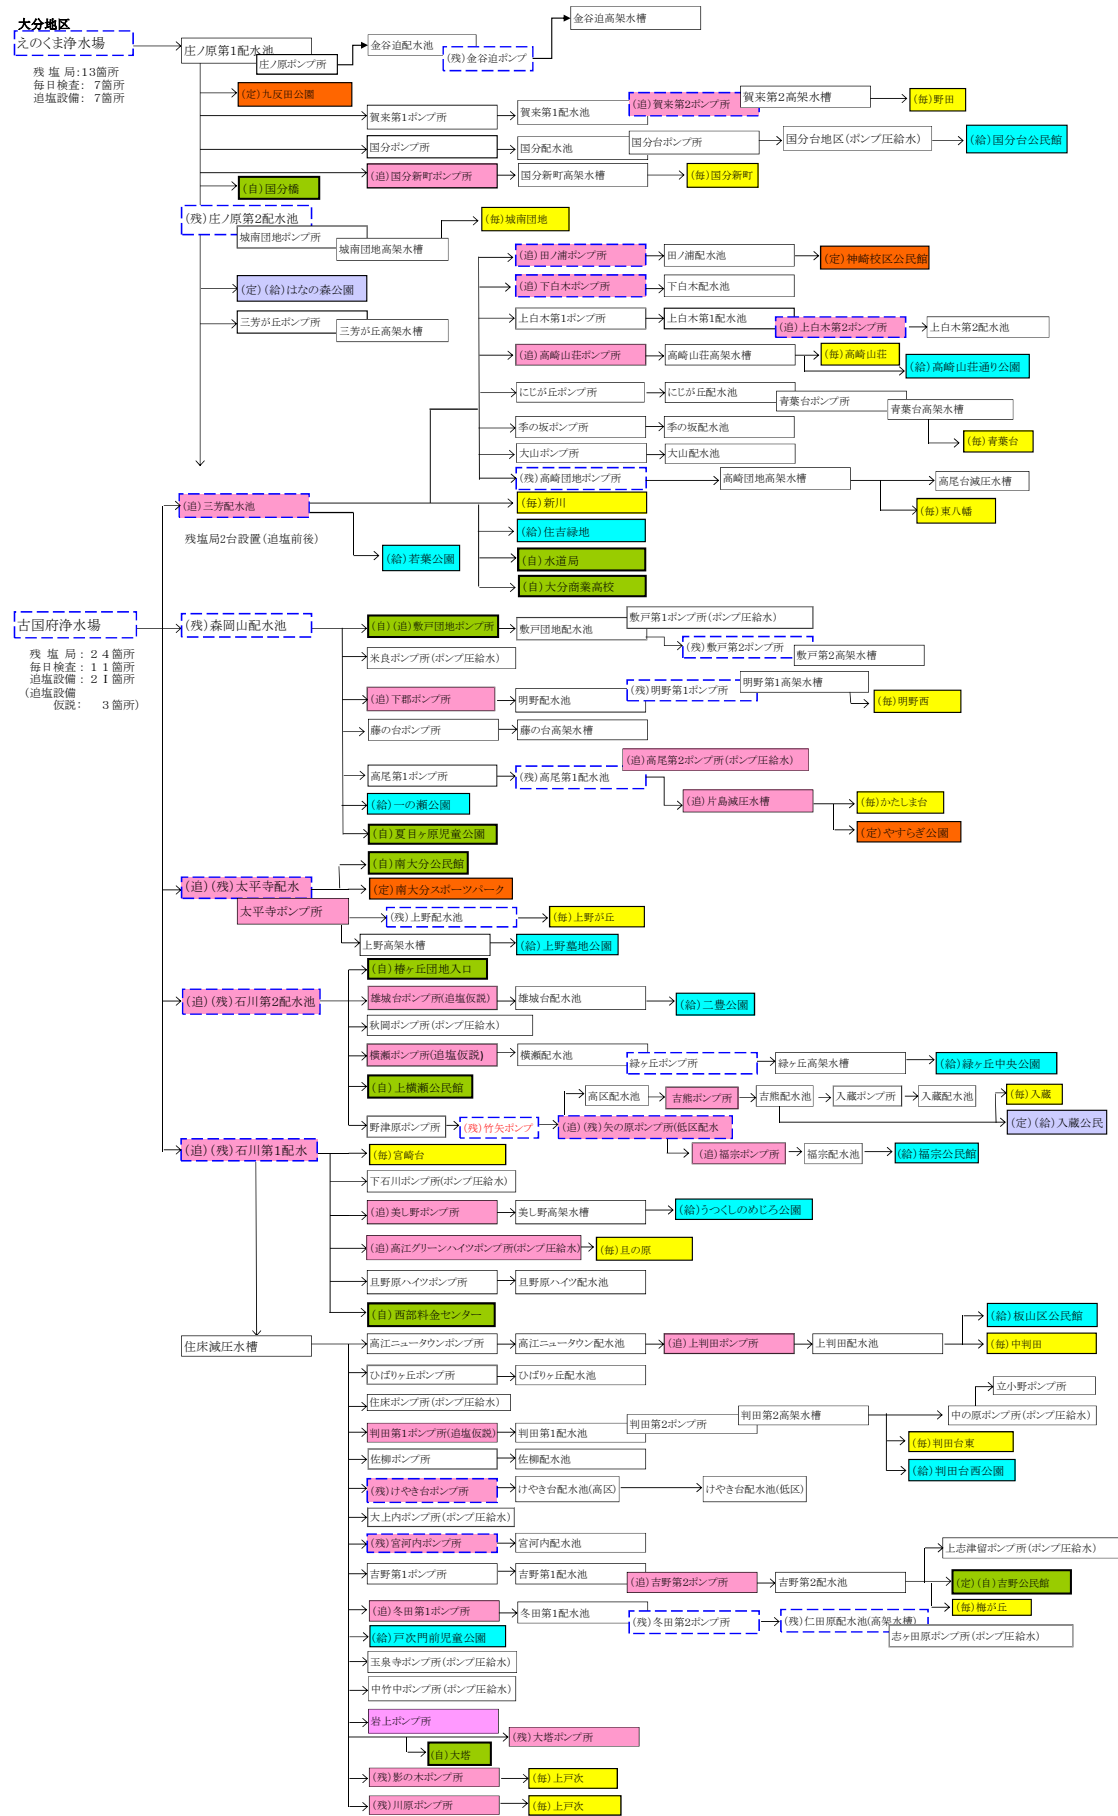 大分地区
えのくま浄水場
残 塩 局:13箇所
毎日検査: 7箇所
追塩設備: 7箇所
庄ノ原第1配水池
庄ノ原ポンプ所
金谷迫配水池
(残)金谷迫ポンプ
金谷迫高架水槽
(定)九反田公園
賀来第1ポンプ所
賀来第1配水池
(追)賀来第2ポンプ所
賀来第2高架水槽
(毎)野田
国分ポンプ所
国分配水池
国分台ポンプ所
国分台地区(ポンプ圧給水)
(給)国分台公民館
(追)国分新町ポンプ所
国分新町高架水槽
(毎)国分新町
(自)国分橋
(残)庄ノ原第2配水池
城南団地ポンプ所
城南団地高架水槽
(毎)城南団地
(定)(給)はなの森公園
三芳が丘ポンプ所
三芳が丘高架水槽
(追)田ノ浦ポンプ所
田ノ浦配水池
(定)神崎校区公民館
(追)下白木ポンプ所
下白木配水池
上白木第1ポンプ所
上白木第1配水池
(追)上白木第2ポンプ所
上白木第2配水池
(追)高崎山荘ポンプ所
高崎山荘高架水槽
(毎)高崎山荘
(給)高崎山荘通り公園
にじが丘ポンプ所
にじが丘配水池
青葉台ポンプ所
青葉台高架水槽
(毎)青葉台
季の坂ポンプ所
季の坂配水池
大山ポンプ所
大山配水池
(残)高崎団地ポンプ所
高崎団地高架水槽
高尾台減圧水槽
(毎)東八幡
(追)三芳配水池
残塩局2台設置(追塩前後)
(毎)新川
(給)住吉緑地
(給)若葉公園
(自)水道局
(自)大分商業高校
古国府浄水場
残 塩 局: 24箇所
毎日検査: 11箇所
追塩設備: 21箇所
(追塩設備
仮説: 3箇所)
(残)森岡山配水池
(自)(追)敷戸団地ポンプ所
敷戸団地配水池
敷戸第1ポンプ所(ポンプ圧給水)
(残)敷戸第2ポンプ所
敷戸第2高架水槽
米良ポンプ所(ポンプ圧給水)
(追)下郡ポンプ所
明野配水池
(残)明野第1ポンプ所
明野第1高架水槽
(毎)明野西
藤の台ポンプ所
藤の台高架水槽
高尾第1ポンプ所
(残)高尾第1配水池
(追)高尾第2ポンプ所(ポンプ圧給水)
(追)片島減圧水槽
(毎)かたしま台
(定)やすらぎ公園
(給)一の瀬公園
(自)夏目ヶ原児童公園
(追)(残)太平寺配水
(自)南大分公民館
(定)南大分スポーツパーク
太平寺ポンプ所
(残)上野配水池
(毎)上野が丘
上野高架水槽
(給)上野墓地公園
(追)(残)石川第2配水池
(自)椿ヶ丘団地入口
雄城台ポンプ所(追塩仮説)
雄城台配水池
(給)二豊公園
秋岡ポンプ所(ポンプ圧給水)
横瀬ポンプ所(追塩仮説)
横瀬配水池
緑ヶ丘ポンプ所
緑ヶ丘高架水槽
(給)緑ヶ丘中央公園
(自)上横瀬公民館
野津原ポンプ所
(残)竹矢ポンプ
(追)(残)矢の原ポンプ所(低区配水
高区配水池
吉熊ポンプ所
吉熊配水池
入蔵ポンプ所
入蔵配水池
(毎)入蔵
(定)(給)入蔵公民
(追)福宗ポンプ所
福宗配水池
(給)福宗公民館
(追)(残)石川第1配水
(毎)宮崎台
下石川ポンプ所(ポンプ圧給水)
(追)美し野ポンプ所
美し野高架水槽
(給)うつくしのめじろ公園
(追)高江グリーンハイツポンプ所(ポンプ圧給水)
(毎)旦の原
旦野原ハイツポンプ所
旦野原ハイツ配水池
(自)西部料金センター
住床減圧水槽
高江ニュータウンポンプ所
高江ニュータウン配水池
(追)上判田ポンプ所
上判田配水池
(給)板山区公民館
(毎)中判田
ひばりヶ丘ポンプ所
ひばりヶ丘配水池
住床ポンプ所(ポンプ圧給水)
判田第1ポンプ所(追塩仮説)
判田第1配水池
判田第2ポンプ所
判田第2高架水槽
立小野ポンプ所
中の原ポンプ所(ポンプ圧給水)
(毎)判田台東
(給)判田台西公園
佐柳ポンプ所
佐柳配水池
(残)けやき台ポンプ所
けやき台配水池(高区)
けやき台配水池(低区)
大上内ポンプ所(ポンプ圧給水)
(残)宮河内ポンプ所
宮河内配水池
吉野第1ポンプ所
吉野第1配水池
(追)吉野第2ポンプ所
吉野第2配水池
上志津留ポンプ所(ポンプ圧給水)
(定)(自)吉野公民館
(毎)梅が丘
(追)冬田第1ポンプ所
冬田第1配水池
(残)冬田第2ポンプ所
(残)仁田原配水池(高架水槽)
志ヶ田原ポンプ所(ポンプ圧給水)
(給)戸次門前児童公園
玉泉寺ポンプ所(ポンプ圧給水)
中竹中ポンプ所(ポンプ圧給水)
岩上ポンプ所
(残)大塔ポンプ所
(自)大塔
(残)影の木ポンプ所
(毎)上戸次
(残)川原ポンプ所
(毎)上戸次